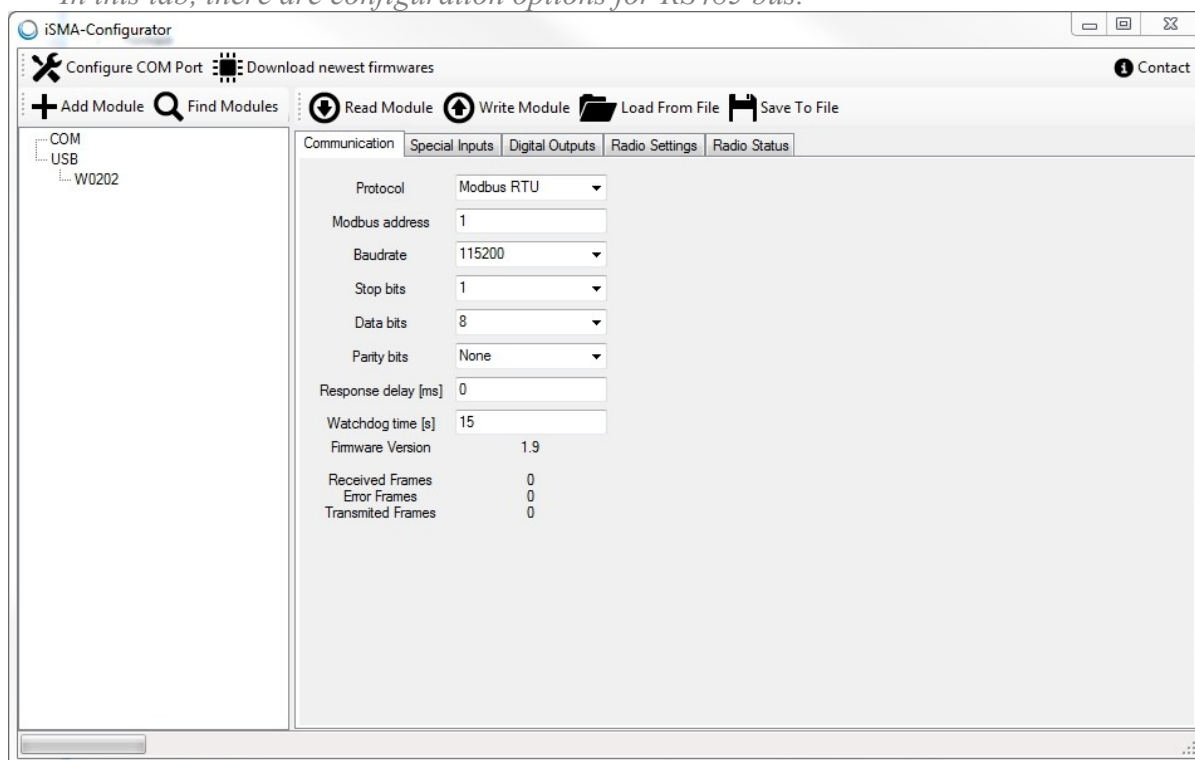 In this tab, there are configuration options for RS485 bus.
iSMA-Configurator
Configure COM Port Download newest firmwares Contact
Add Module Find Modules Read Module Write Module Load From File Save To File
COM
USB
W0202
Communication Special Inputs Digital Outputs Radio Settings Radio Status
Protocol Modbus RTU
Modbus address 1
Baudrate 115200
Stop bits 1
Data bits 8
Parity bits None
Response delay [ms] 0
Watchdog time [s] 15
Firmware Version 1.9
Received Frames 0
Error Frames 0
Transmited Frames 0